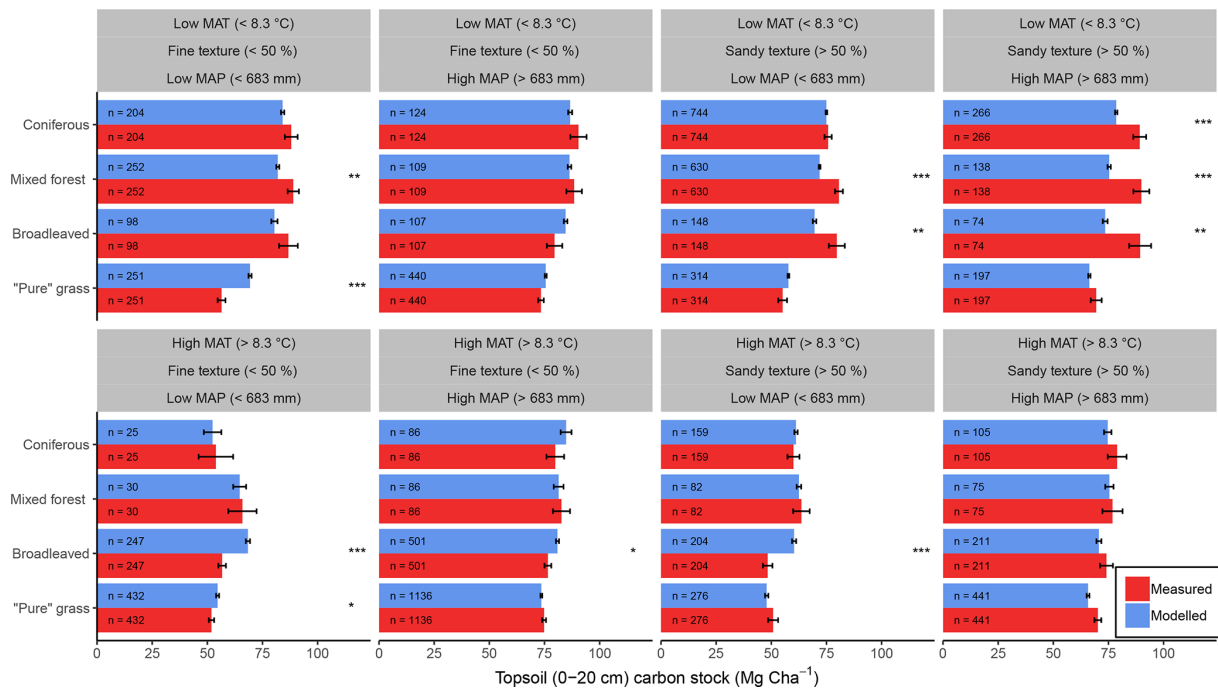 Low MAT (< 8.3 °C) Low MAT (< 8.3 °C) Low MAT (< 8.3 °C) Low MAT (< 8.3 °C)
Fine texture (< 50 %) Fine texture (< 50 %) Sandy texture (> 50 %) Sandy texture (> 50 %)
Low MAP (< 683 mm) High MAP (> 683 mm) Low MAP (< 683 mm) High MAP (> 683 mm)
n = 204 n = 124 n = 744 n = 266
Coniferous ***
n = 204 n = 124 n = 744 n = 266
n = 252 n = 109 n = 630 n = 138
Mixed forest ** *** ***
n = 252 n = 109 n = 630 n = 138
n = 98 n = 107 n = 148 n = 74
Broadleaved ** **
n = 98 n = 107 n = 148 n = 74
n = 251 n = 440 n = 314 n = 197
"Pure" grass ***
n = 251 n = 440 n = 314 n = 197
High MAT (> 8.3 °C) High MAT (> 8.3 °C) High MAT (> 8.3 °C) High MAT (> 8.3 °C)
Fine texture (< 50 %) Fine texture (< 50 %) Sandy texture (> 50 %) Sandy texture (> 50 %)
Low MAP (< 683 mm) High MAP (> 683 mm) Low MAP (< 683 mm) High MAP (> 683 mm)
n = 25 n = 86 n = 159 n = 105
Coniferous
n = 25 n = 86 n = 159 n = 105
n = 30 n = 86 n = 82 n = 75
Mixed forest
n = 30 n = 86 n = 82 n = 75
n = 247 n = 501 n = 204 n = 211
Broadleaved *** * ***
n = 247 n = 501 n = 204 n = 211
n = 432 n = 1136 n = 276 n = 441
"Pure" grass *
n = 432 n = 1136 n = 276 n = 441
Measured
Modelled
0 25 50 75 100 0 25 50 75 100 0 25 50 75 100 0 25 50 75 100
Topsoil (0−20 cm) carbon stock (Mg Cha⁻¹)